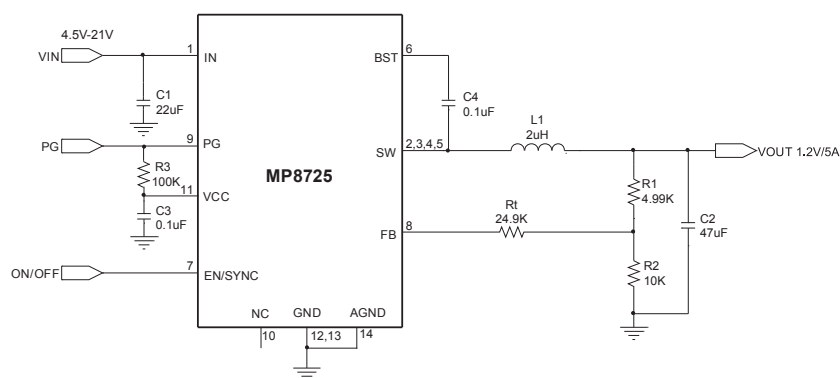 4.5V-21V
VIN
1
IN
BST
6
C1
22uF
C4
0.1uF
L1
2uH
PG
9
PG
SW
2,3,4,5
VOUT 1.2V/5A
R3
100K
MP8725
R1
4.99K
11
VCC
C3
0.1uF
FB
8
Rt
24.9K
C2
47uF
R2
10K
ON/OFF
7
EN/SYNC
NC
GND
AGND
10
12,13
14